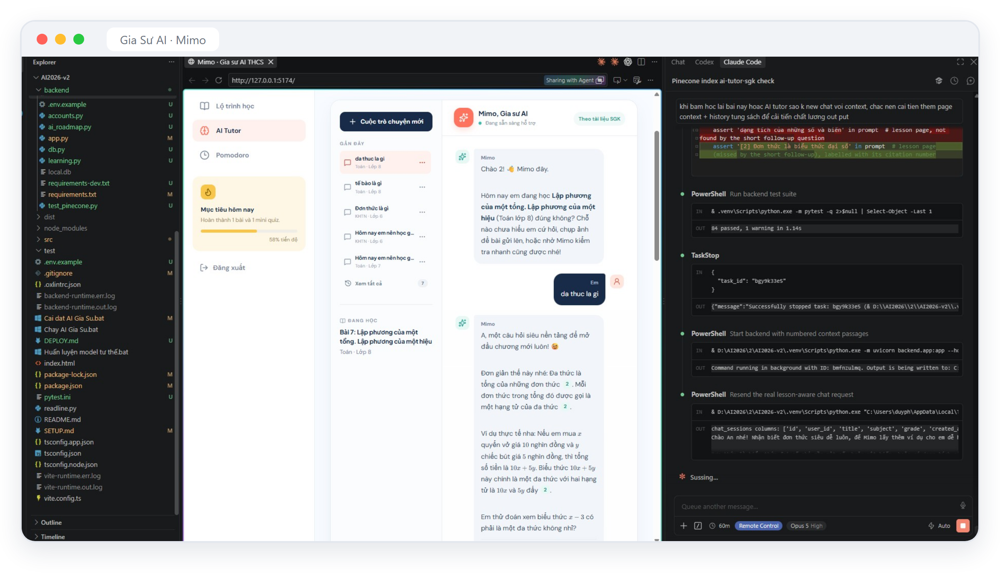 Gia Sư AI · Mimo
Explorer
AI2026-v2
backend
.env.example U
accounts.py U
ai_roadmap.py U
app.py M
db.py U
learning.py U
local.db
requirements-dev.txt U
requirements.txt M
test_pinecone.py U
dist
node_modules
src
test
.env.example U
.gitignore M
.oxlintrc.json
backend-runtime.err.log
backend-runtime.out.log
Cai dat AI Gia Su.bat M
Chay AI Gia Su.bat
DEPLOY.md U
Huấn luyện model tư thế.bat
index.html
package-lock.json M
package.json M
pytest.ini U
readline.py
README.md
SETUP.md M
tsconfig.app.json
tsconfig.json
tsconfig.node.json
vite-runtime.err.log
vite-runtime.out.log
vite.config.ts
Outline
Timeline
Mimo · Gia sư AI THCS
http://127.0.0.1:5174/
Sharing with Agent
Lộ trình học
AI Tutor
Pomodoro
Mục tiêu hôm nay
Hoàn thành 1 bài và 1 mini quiz.
58% tiến độ
Đăng xuất
+ Cuộc trò chuyện mới
GẦN ĐÂY
da thuc la gi
Toán · Lớp 8
tế bào là gì
Toán · Lớp 8
Đơn thức là gì
KHTN · Lớp 6
Hôm nay em nên học g...
KHTN · Lớp 6
Hôm nay em nên học g...
Toán · Lớp 7
Xem tất cả 7
ĐANG HỌC
Bài 7: Lập phương của một
tổng. Lập phương của một hiệu
Toán · Lớp 8
Mimo, Gia sư AI
Đang sẵn sàng hỗ trợ
Theo tài liệu SGK
Mimo
Chào 2! 👋 Mimo đây.
Hôm nay em đang học Lập phương
của một tổng. Lập phương của một
hiệu (Toán lớp 8) đúng không? Chỗ
nào chưa hiểu em cứ hỏi, chụp ảnh
đề bài gửi lên, hoặc nhờ Mimo kiểm
tra nhanh cũng được nhé!
Em
da thuc la gi
Mimo
A, một câu hỏi siêu nền tảng để mở
đầu chương mới luôn! 😄
Đơn giản thế này nhé: Đa thức là
tổng của những đơn thức 2 . Mỗi
đơn thức trong tổng đó được gọi là
một hạng tử của đa thức 2 .
Ví dụ thực tế nha: Nếu em mua x
quyển vở giá 10 nghìn đồng và y
chiếc bút giá 5 nghìn đồng, thì tổng
số tiền là 10x + 5y. Biểu thức 10x + 5y
này chính là một đa thức với hai hạng
tử là 10x và 5y đấy 2 .
Em thử đoán xem biểu thức x − 3 có
phải là một đa thức không nhỉ?
Chat Codex Claude Code
Pinecone index ai-tutor-sgk check
khi bam hoc lai bai nay hoac AI tutor sao k new chat voi context, chac nen cai tien them page
context + history tung sách để cải tiến chất lương out put
assert 'dạng tích của những số và biến' in prompt # lesson page, not
found by the short follow-up question
assert '[2] Đơn thức là biểu thức đại số' in prompt # lesson page
(missed by the short follow-up), labelled with its citation number
PowerShell Run backend test suite
IN & .venv\Scripts\python.exe -m pytest -q 2>$null | Select-Object -Last 1
OUT 84 passed, 1 warning in 1.14s
TaskStop
IN {
"task_id": "bgy9k33e5"
}
OUT {"message":"Successfully stopped task: bgy9k33e5 (& D:\\AI2026\\2\\AI2026-v2\\.v
PowerShell Start backend with numbered context passages
IN & D:\AI2026\2\AI2026-v2\.venv\Scripts\python.exe -m uvicorn backend.app:app --ho
OUT Command running in background with ID: bmfnzulmq. Output is being written to: C:
PowerShell Resend the real lesson-aware chat request
IN & D:\AI2026\2\AI2026-v2\.venv\Scripts\python.exe "C:\Users\duyph\AppData\Local\T
OUT chat_sessions columns: ['id', 'user_id', 'title', 'subject', 'grade', 'created_a
Chào An nhé! Nhận biết đơn thức siêu dễ luôn, để Mimo lấy thêm ví dụ cho em dễ h
Sussing...
Queue another message...
60m Remote Control Opus 5 High Auto